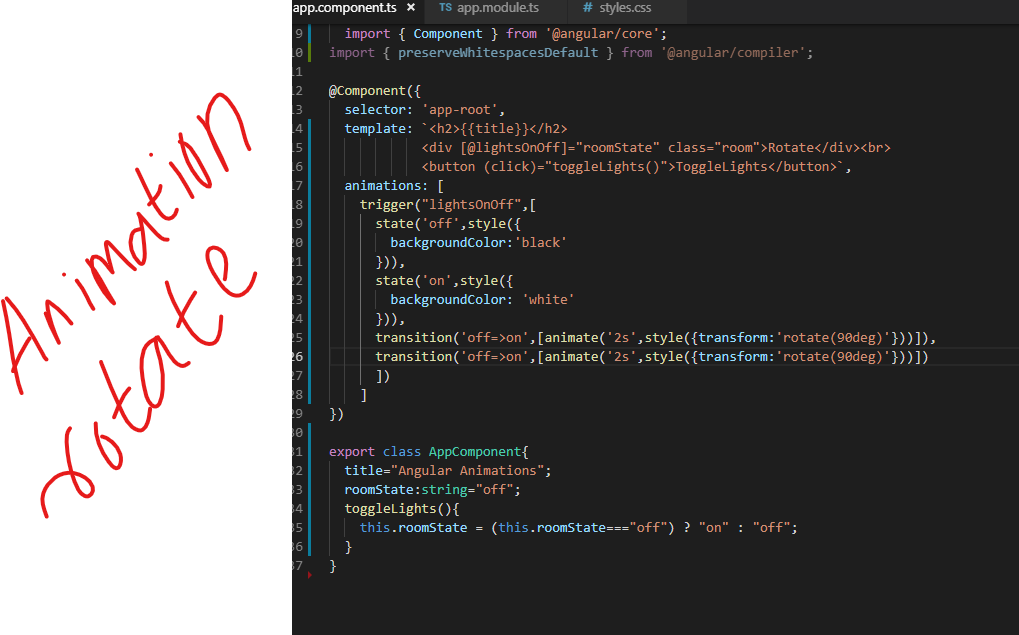 Animation
rotate
app.component.ts × TS app.module.ts # styles.css
9 import { Component } from '@angular/core';
10 import { preserveWhitespacesDefault } from '@angular/compiler';
11
12 @Component({
13 selector: 'app-root',
14 template: `<h2>{{title}}</h2>
15 <div [@lightsOnOff]="roomState" class="room">Rotate</div><br>
16 <button (click)="toggleLights()">ToggleLights</button>`,
17 animations: [
18 trigger("lightsOnOff",[
19 state('off',style({
20 backgroundColor:'black'
21 })),
22 state('on',style({
23 backgroundColor: 'white'
24 })),
25 transition('off=>on',[animate('2s',style({transform:'rotate(90deg)'}))]),
26 transition('off=>on',[animate('2s',style({transform:'rotate(90deg)'}))])
27 ])
28 ]
29 })
30
31 export class AppComponent{
32 title="Angular Animations";
33 roomState:string="off";
34 toggleLights(){
35 this.roomState = (this.roomState==="off") ? "on" : "off";
36 }
37 }